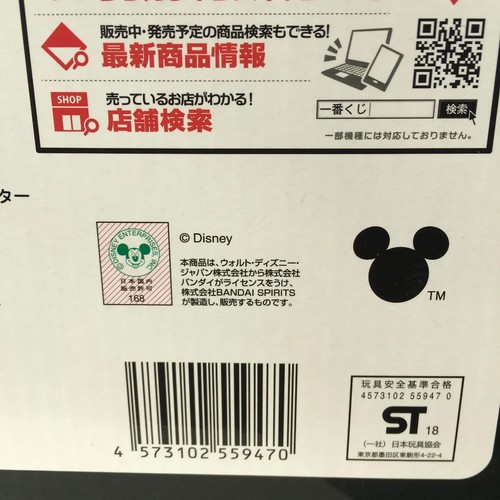 販売中・発売予定の商品検索もできる!
最新商品情報
SHOP
売っているお店がわかる!
店舗検索
一番くじ
検索
一部機種には対応しておりません。
ター
DISNEY ENTERPRISES, INC.
日本国内
販売許可
168
© Disney
本商品は、ウォルト・ディズニー・
ジャパン株式会社から株式会社
バンダイがライセンスをうけ、
株式会社BANDAI SPIRITS
が製造し、販売するものです。
TM
4 573102 559470
玩具安全基準合格
4573102 55947 0
ST 18
(一社) 日本玩具協会
東京都墨田区東駒形4-22-4